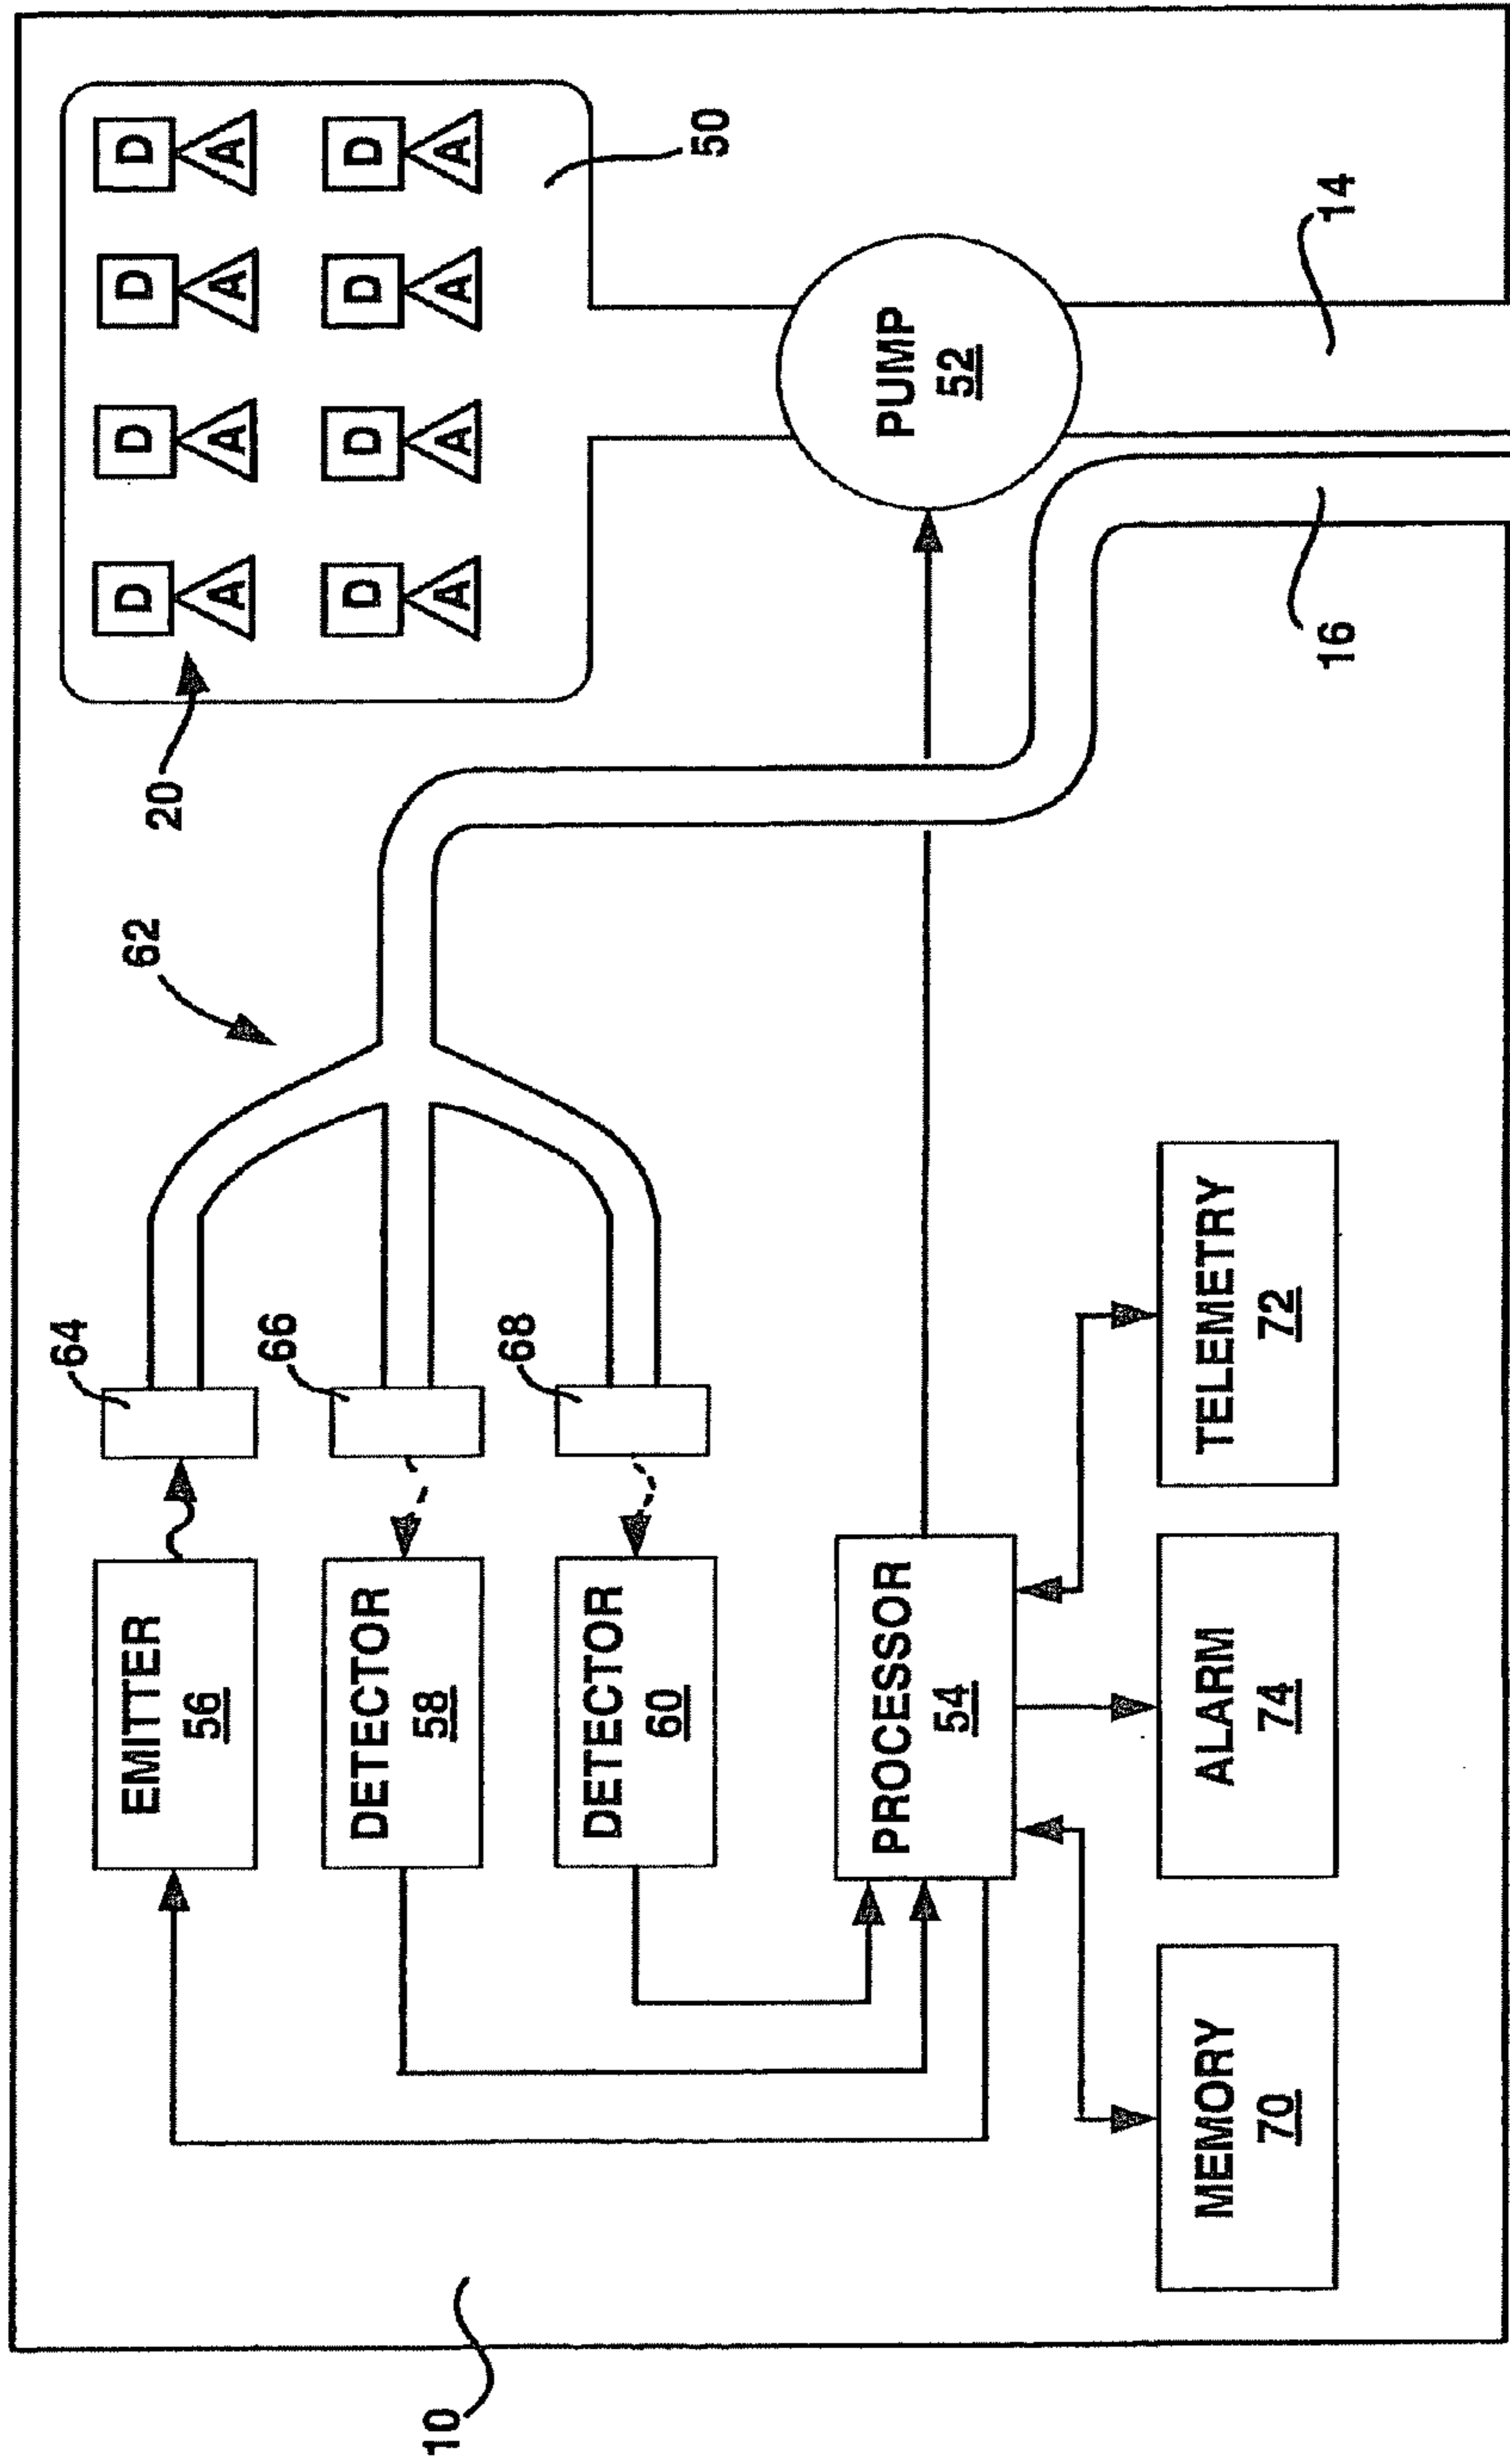 10
EMITTER
56
DETECTOR
58
DETECTOR
60
64
66
68
62
20
D D D D
A A A A
D D D D
A A A A
50
PROCESSOR
54
PUMP
52
MEMORY
70
ALARM
74
TELEMETRY
72
16
14